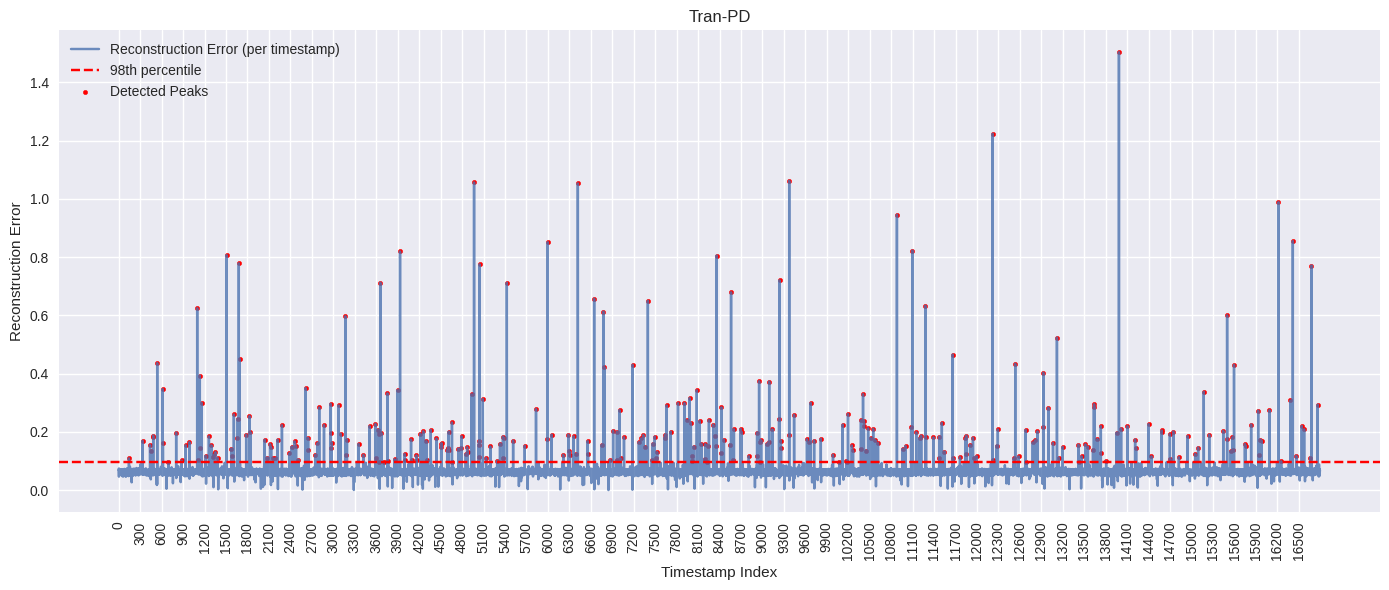 Tran-PD
Reconstruction Error (per timestamp)
98th percentile
Detected Peaks
Reconstruction Error
1.4
1.2
1.0
0.8
0.6
0.4
0.2
0.0
0 300 600 900 1200 1500 1800 2100 2400 2700 3000 3300 3600 3900 4200 4500 4800 5100 5400 5700 6000 6300 6600 6900 7200 7500 7800 8100 8400 8700 9000 9300 9600 9900 10200 10500 10800 11100 11400 11700 12000 12300 12600 12900 13200 13500 13800 14100 14400 14700 15000 15300 15600 15900 16200 16500
Timestamp Index